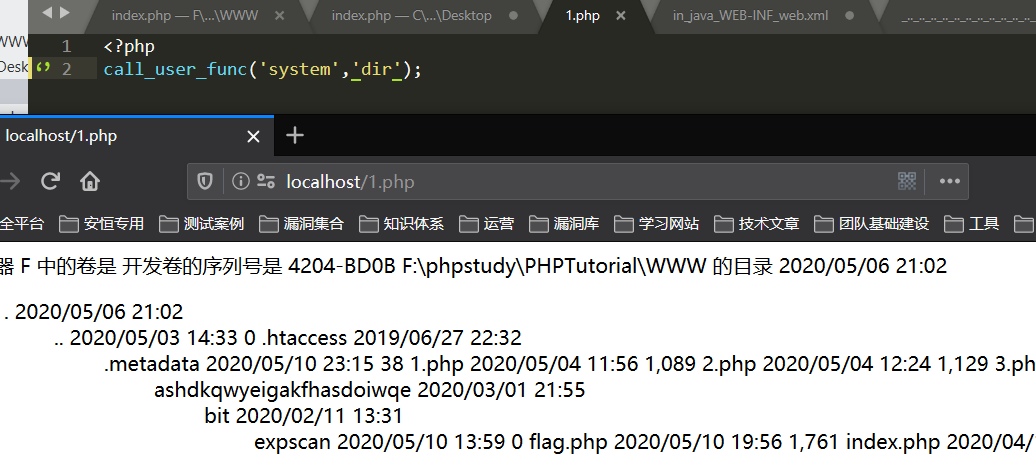 index.php — F\...\WWW
index.php — C\...\Desktop
1.php
in_java_WEB-INF_web.xml
WWW
1 <?php
Desk
2 call_user_func('system','dir');
localhost/1.php
localhost/1.php
全平台 安恒专用 测试案例 漏洞集合 知识体系 运营 漏洞库 学习网站 技术文章 团队基础建设 工具
器 F 中的卷是 开发卷的序列号是 4204-BD0B F:\phpstudy\PHPTutorial\WWW 的目录 2020/05/06 21:02
. 2020/05/06 21:02
.. 2020/05/03 14:33 0 .htaccess 2019/06/27 22:32
.metadata 2020/05/10 23:15 38 1.php 2020/05/04 11:56 1,089 2.php 2020/05/04 12:24 1,129 3.ph
ashdkqwyeigakfhasdoiwqe 2020/03/01 21:55
bit 2020/02/11 13:31
expscan 2020/05/10 13:59 0 flag.php 2020/05/10 19:56 1,761 index.php 2020/04/